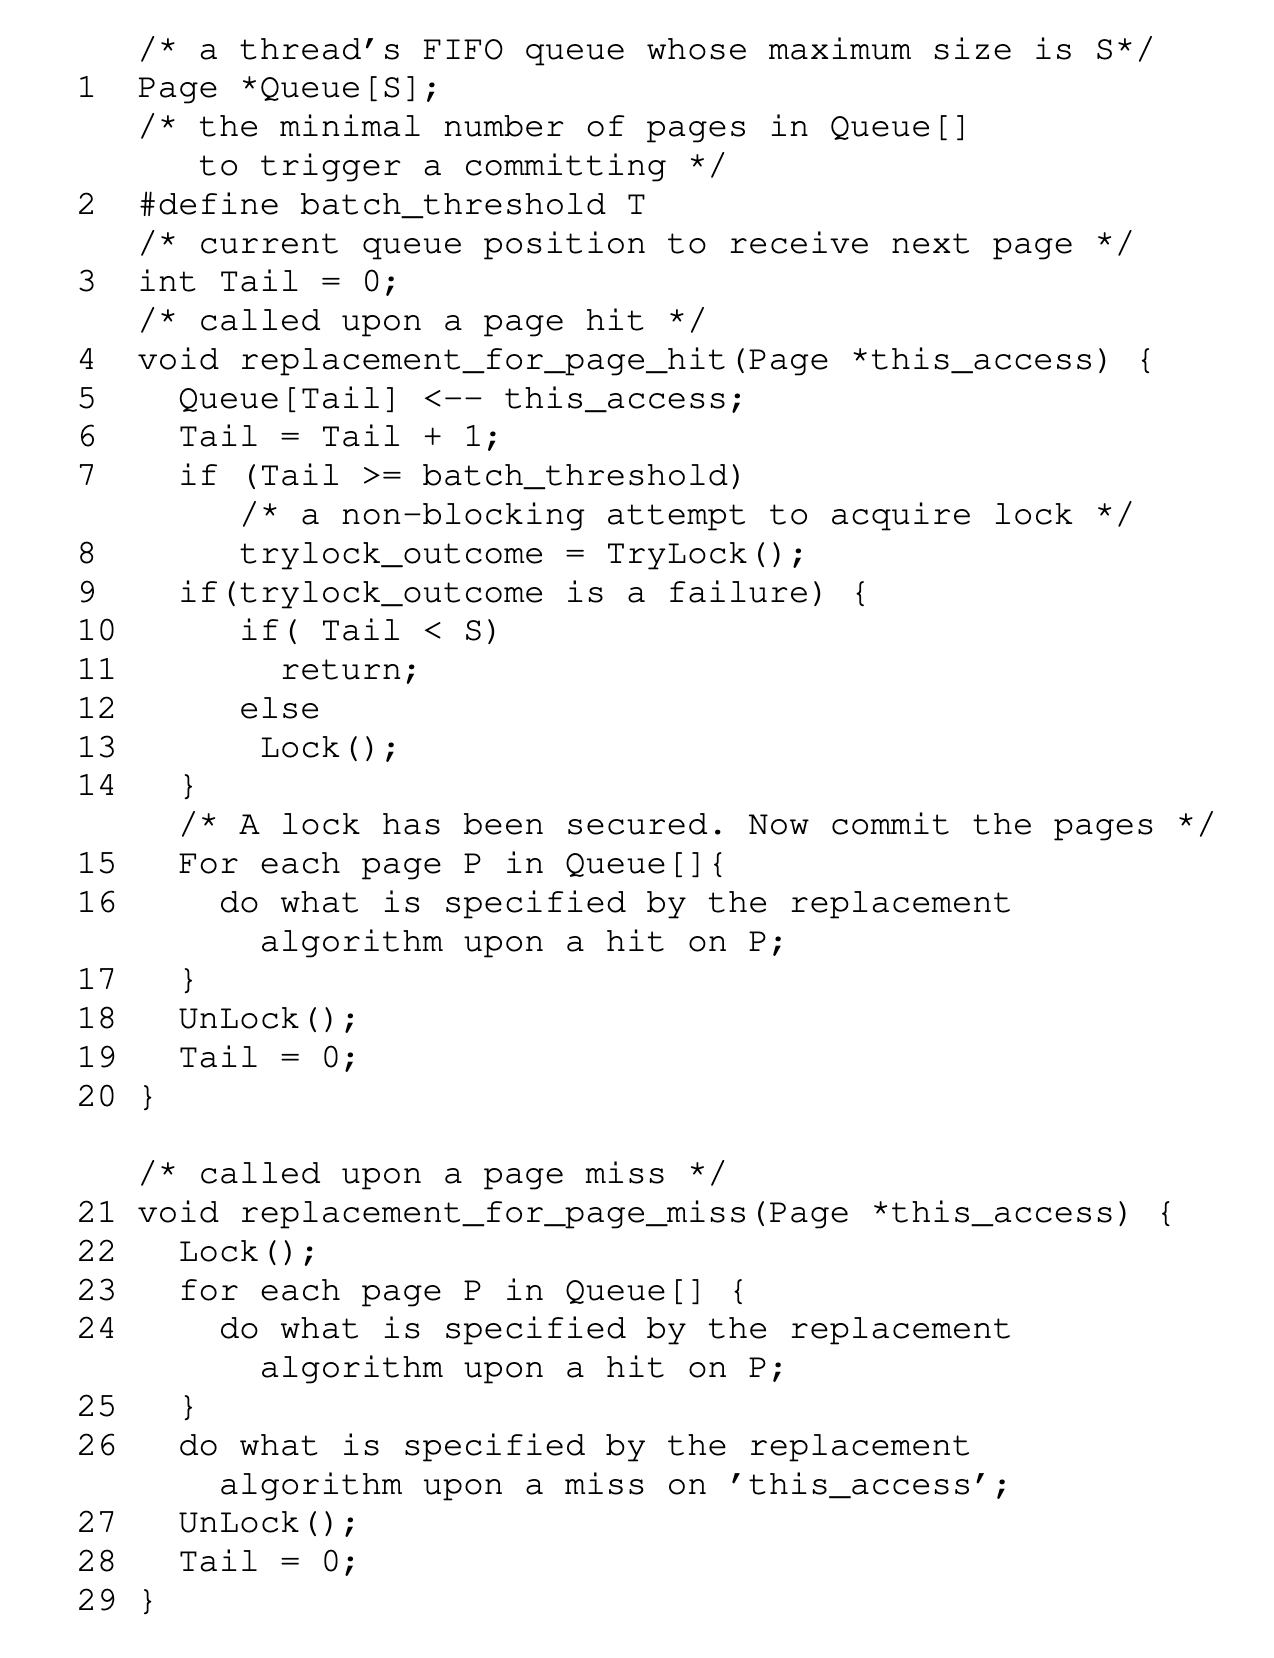 /* a thread's FIFO queue whose maximum size is S*/
1 Page *Queue[S];
/* the minimal number of pages in Queue[]
to trigger a committing */
2 #define batch_threshold T
/* current queue position to receive next page */
3 int Tail = 0;
/* called upon a page hit */
4 void replacement_for_page_hit(Page *this_access) {
5 Queue[Tail] <-- this_access;
6 Tail = Tail + 1;
7 if (Tail >= batch_threshold)
/* a non-blocking attempt to acquire lock */
8 trylock_outcome = TryLock();
9 if(trylock_outcome is a failure) {
10 if( Tail < S)
11 return;
12 else
13 Lock();
14 }
/* A lock has been secured. Now commit the pages */
15 For each page P in Queue[]{
16 do what is specified by the replacement
algorithm upon a hit on P;
17 }
18 UnLock();
19 Tail = 0;
20 }
/* called upon a page miss */
21 void replacement_for_page_miss(Page *this_access) {
22 Lock();
23 for each page P in Queue[] {
24 do what is specified by the replacement
algorithm upon a hit on P;
25 }
26 do what is specified by the replacement
algorithm upon a miss on 'this_access';
27 UnLock();
28 Tail = 0;
29 }